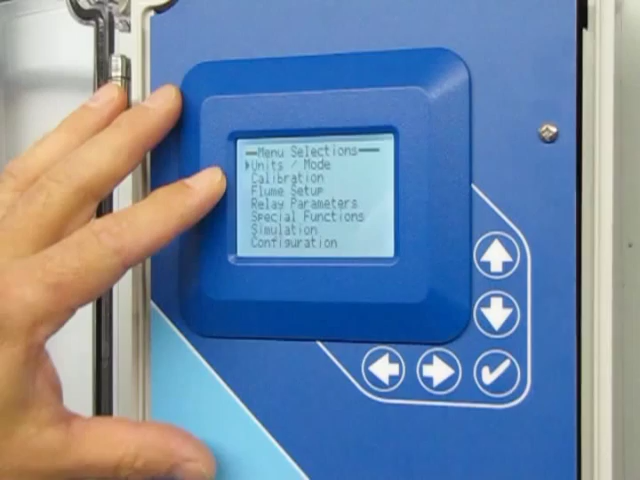 Menu Selections
Units / Mode
Calibration
Flume Setup
Relay Parameters
Special Functions
Simulation
Configuration